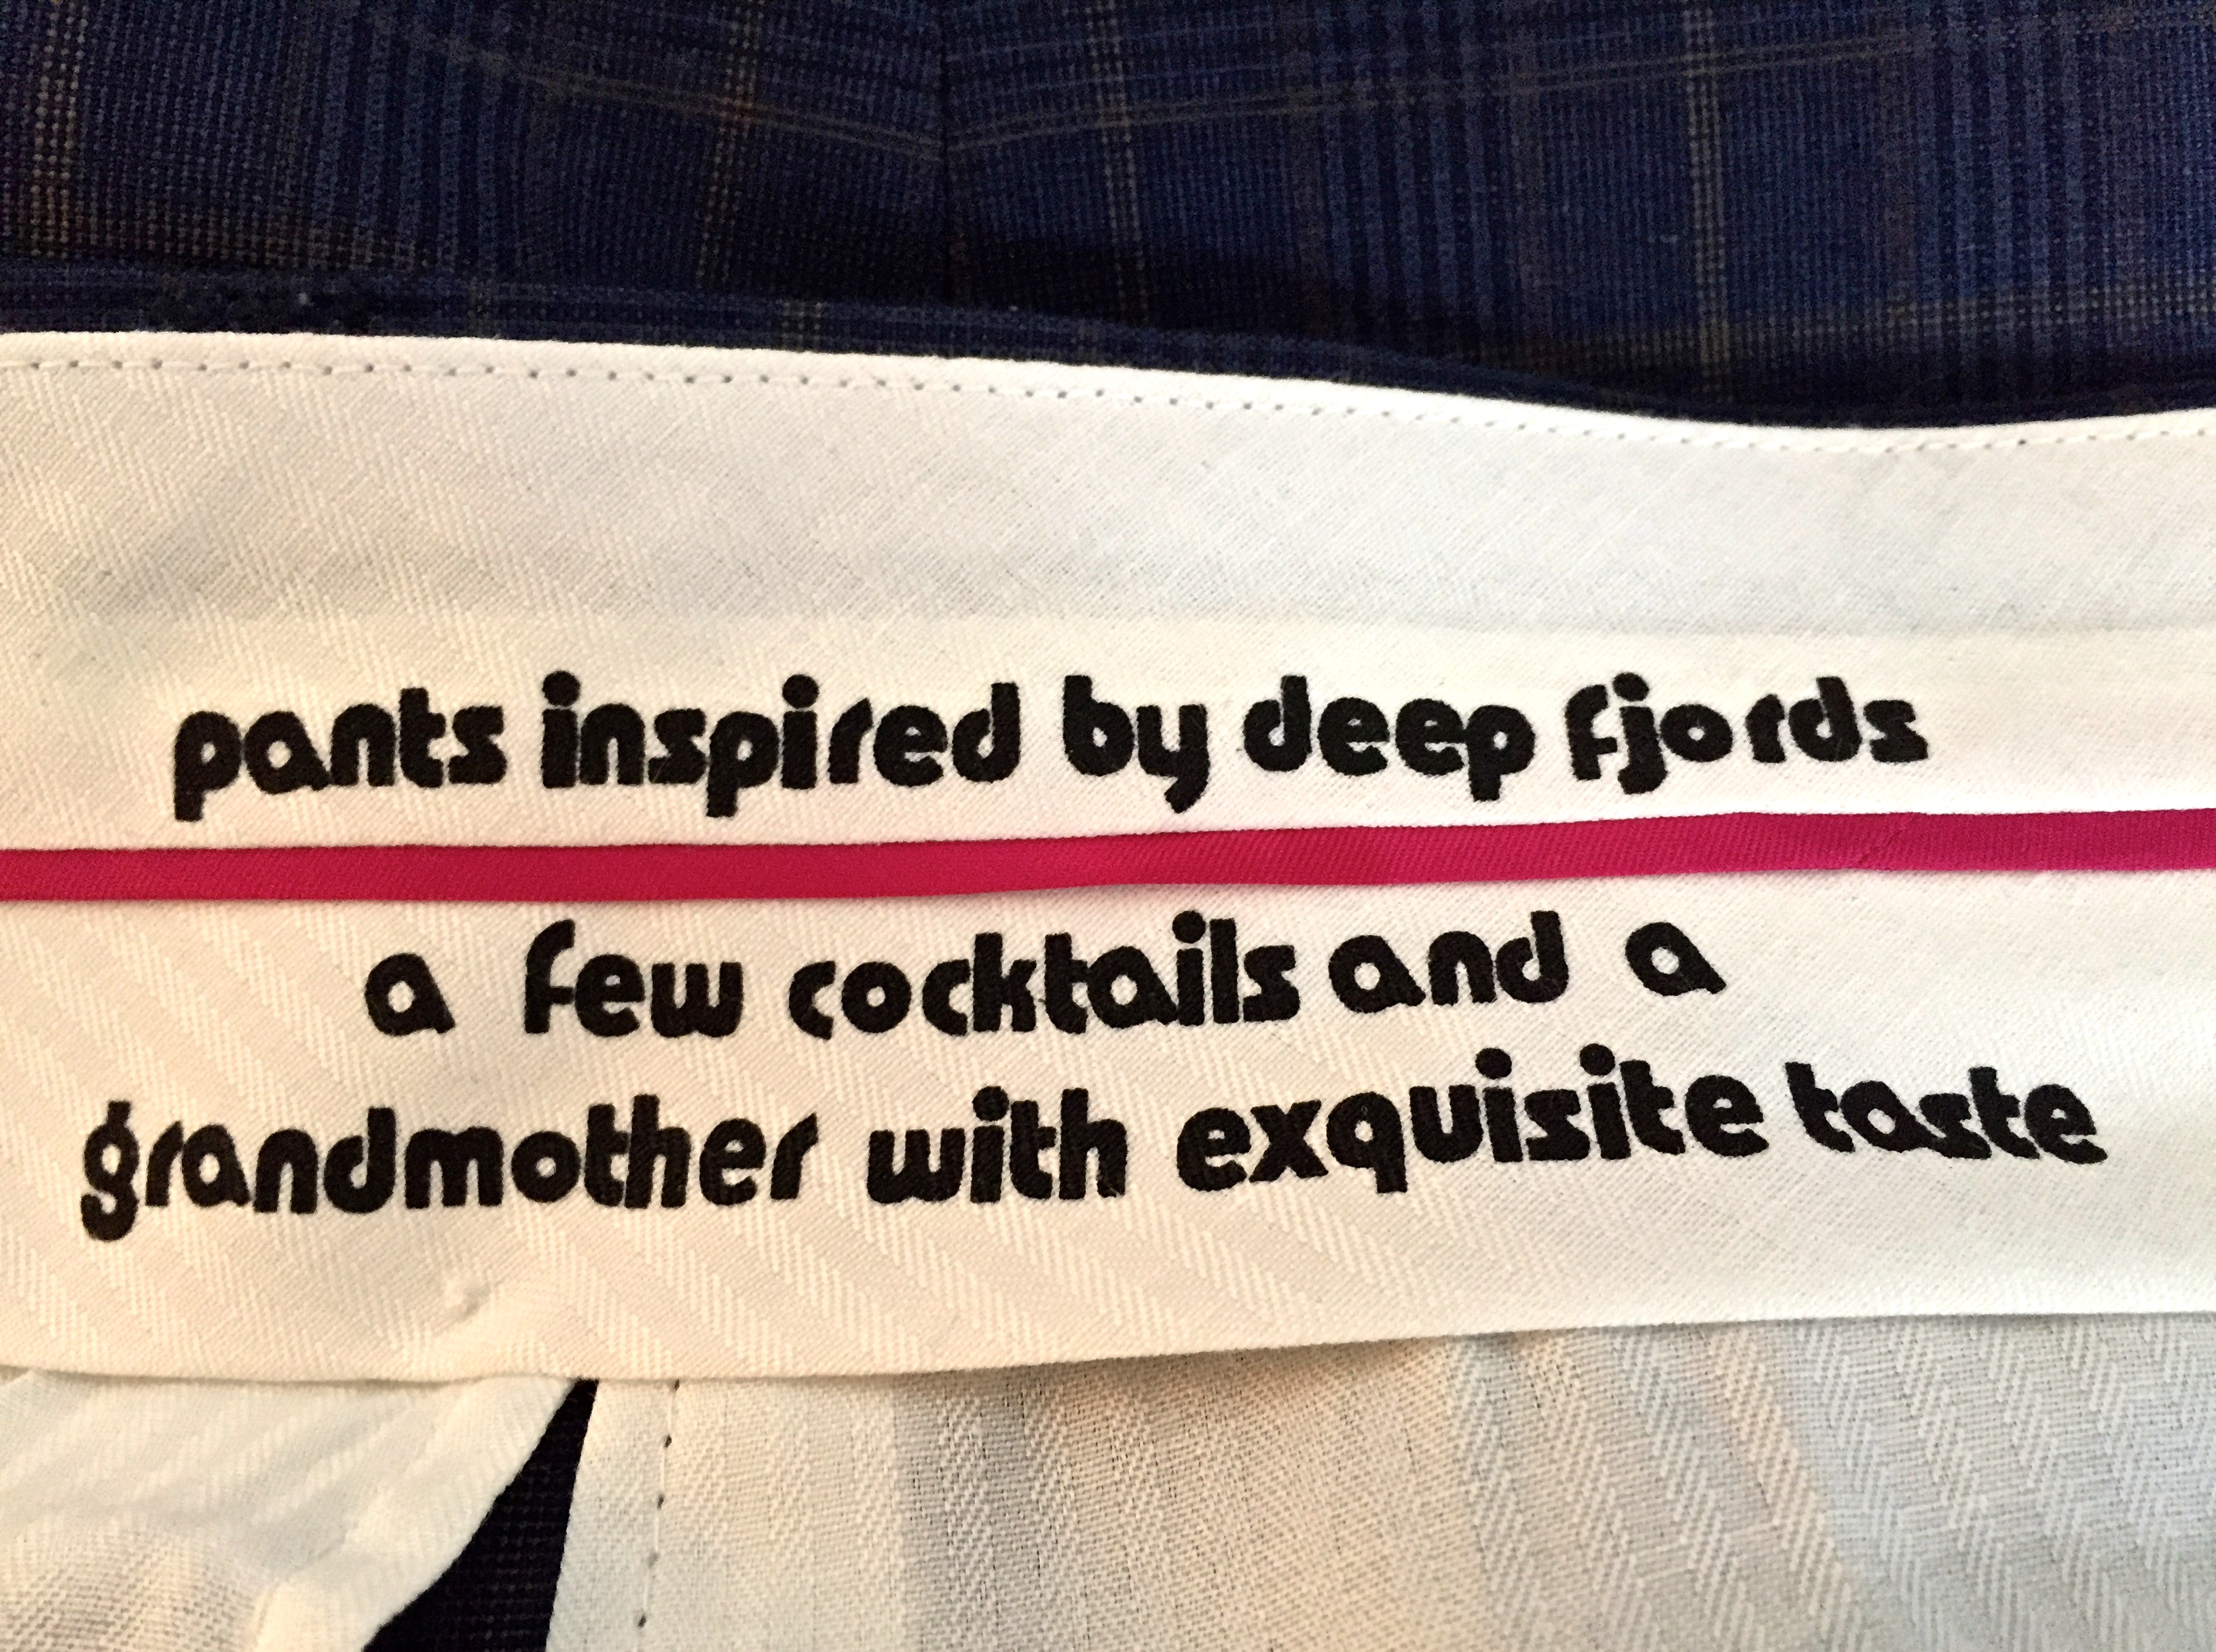 pants inspired by deep fjords
a few cocktails and a
grandmother with exquisite taste